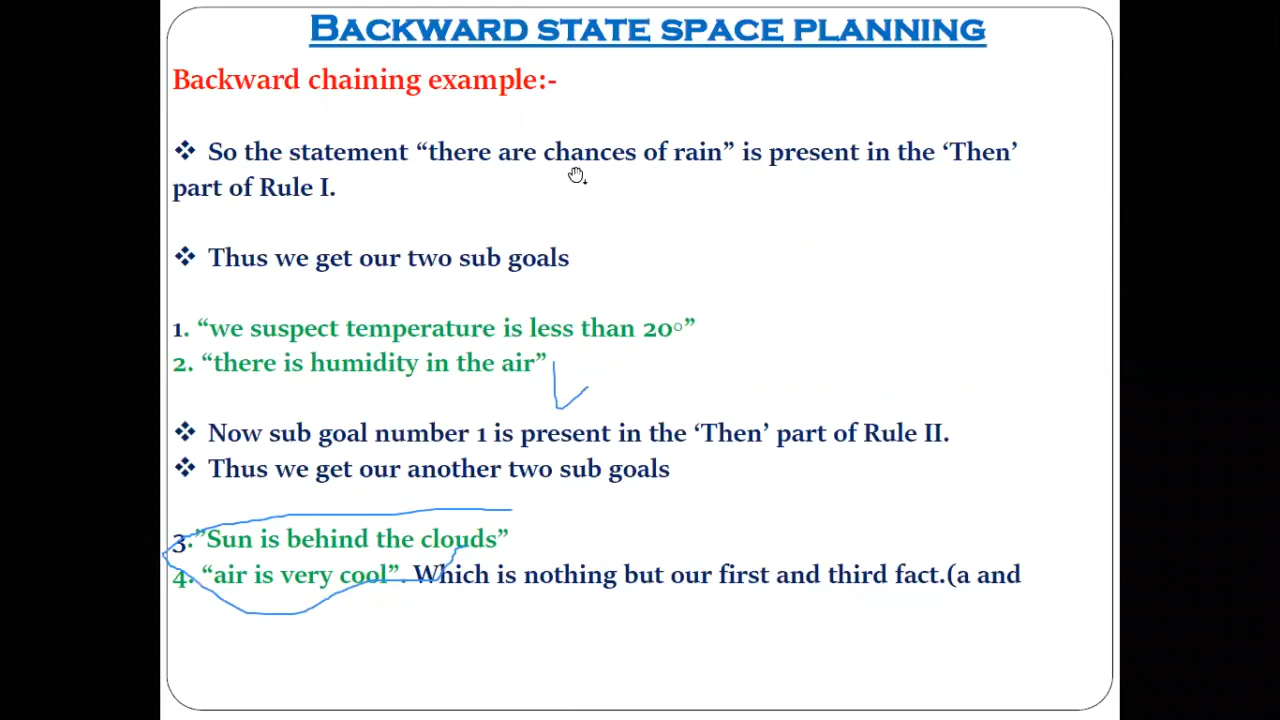 BACKWARD STATE SPACE PLANNING
Backward chaining example:-
❖ So the statement “there are chances of rain” is present in the ‘Then’
part of Rule I.
❖ Thus we get our two sub goals
1. “we suspect temperature is less than 20°”
2. “there is humidity in the air”
❖ Now sub goal number 1 is present in the ‘Then’ part of Rule II.
❖ Thus we get our another two sub goals
3.”Sun is behind the clouds”
4. “air is very cool”. Which is nothing but our first and third fact.(a and